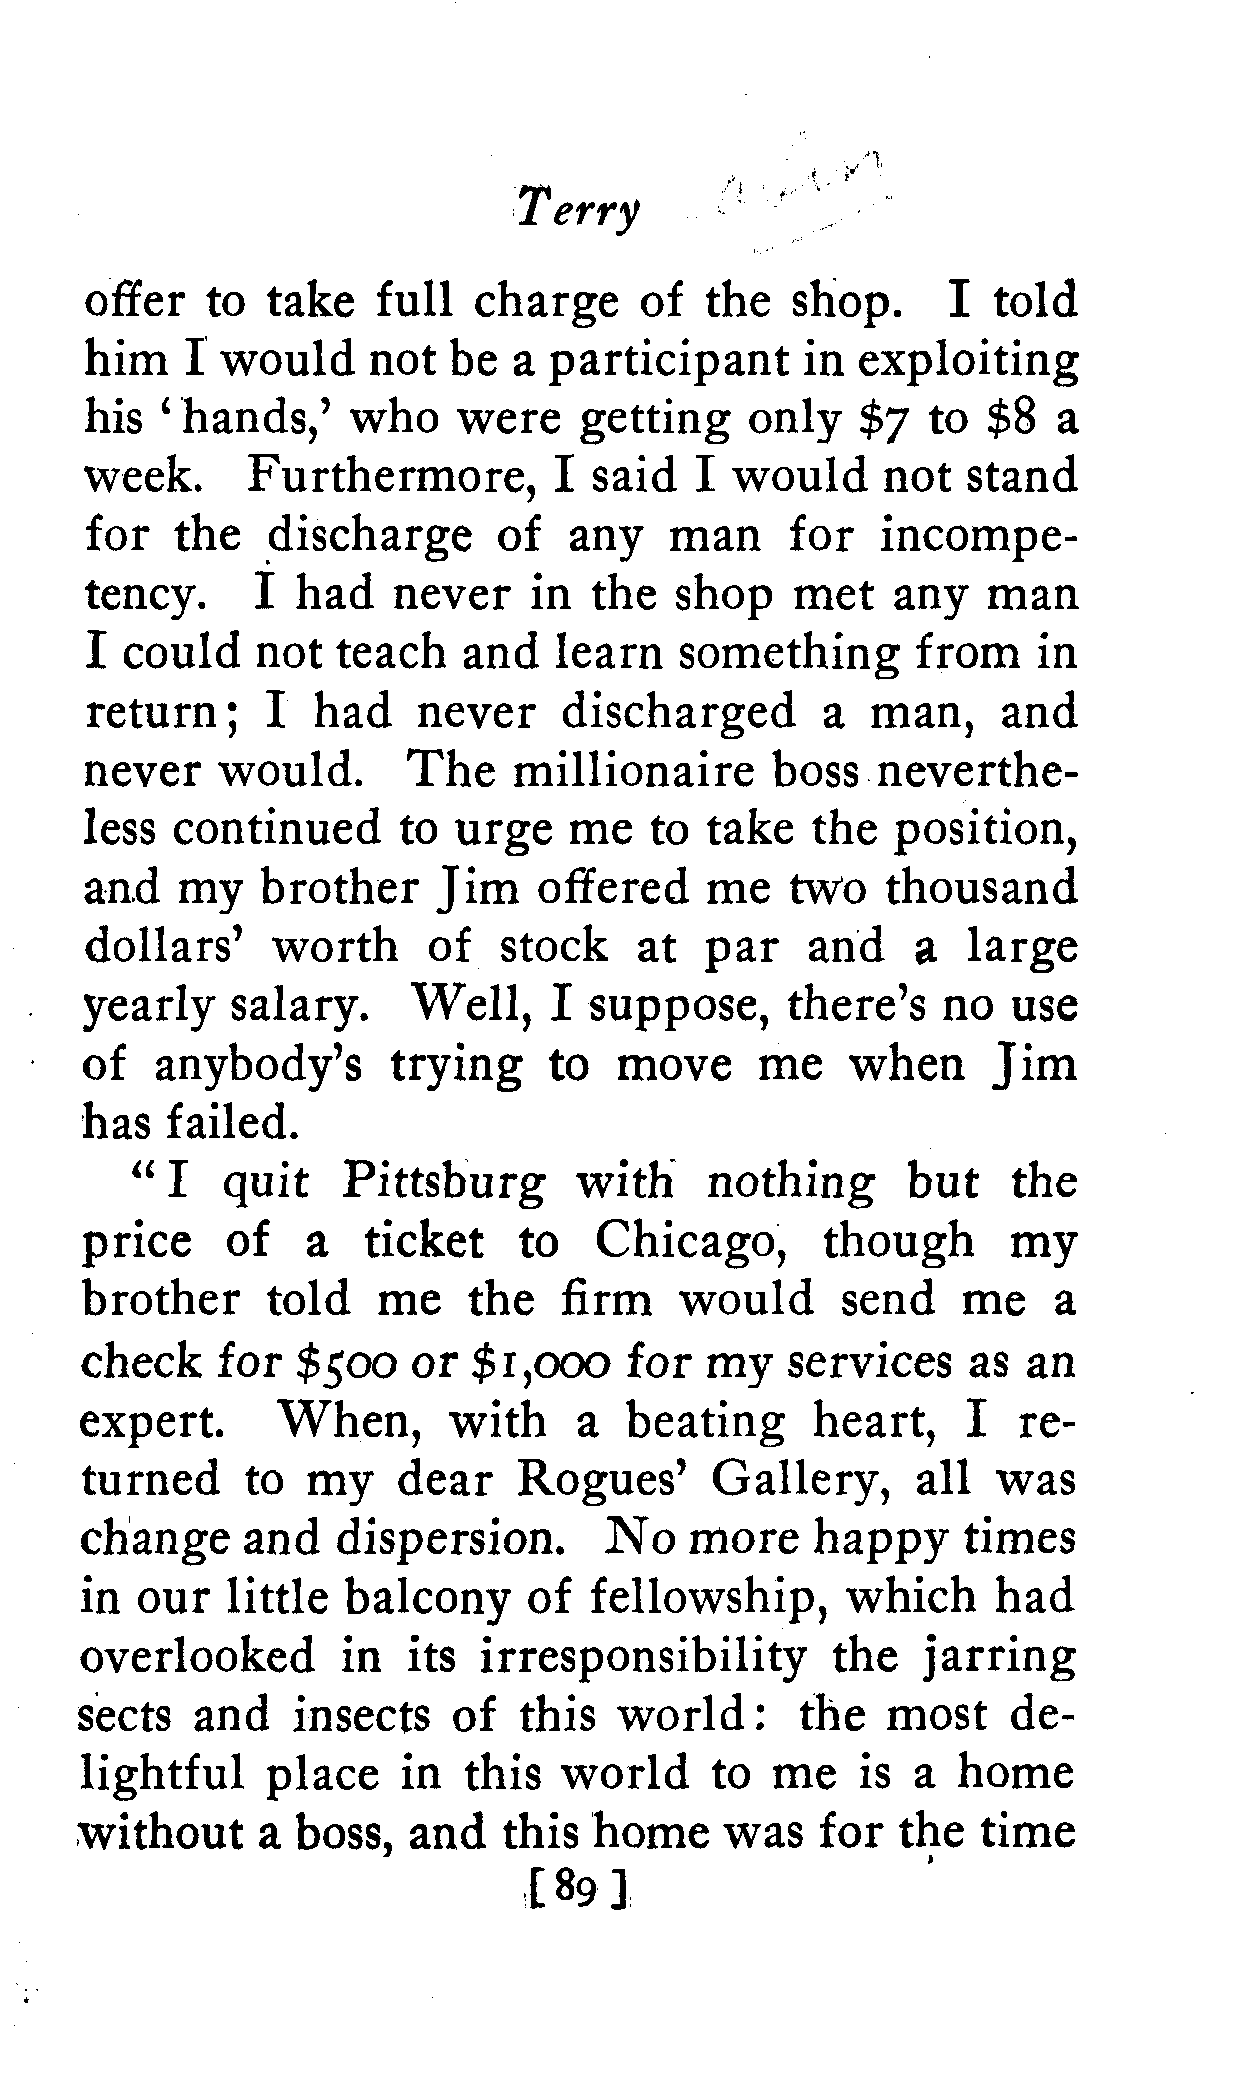 Terry
offer to take full charge of the shop. I told
him I would not be a participant in exploiting
his ‘hands,’ who were getting only $7 to $8 a
week. Furthermore, I said I would not stand
for the discharge of any man for incompe-
tency. I had never in the shop met any man
I could not teach and learn something from in
return; I had never discharged a man, and
never would. The millionaire boss neverthe-
less continued to urge me to take the position,
and my brother Jim offered me two thousand
dollars’ worth of stock at par and a large
yearly salary. Well, I suppose, there’s no use
of anybody’s trying to move me when Jim
has failed.
“I quit Pittsburg with nothing but the
price of a ticket to Chicago, though my
brother told me the firm would send me a
check for $500 or $1,000 for my services as an
expert. When, with a beating heart, I re-
turned to my dear Rogues’ Gallery, all was
change and dispersion. No more happy times
in our little balcony of fellowship, which had
overlooked in its irresponsibility the jarring
sects and insects of this world: the most de-
lightful place in this world to me is a home
without a boss, and this home was for the time
[89]